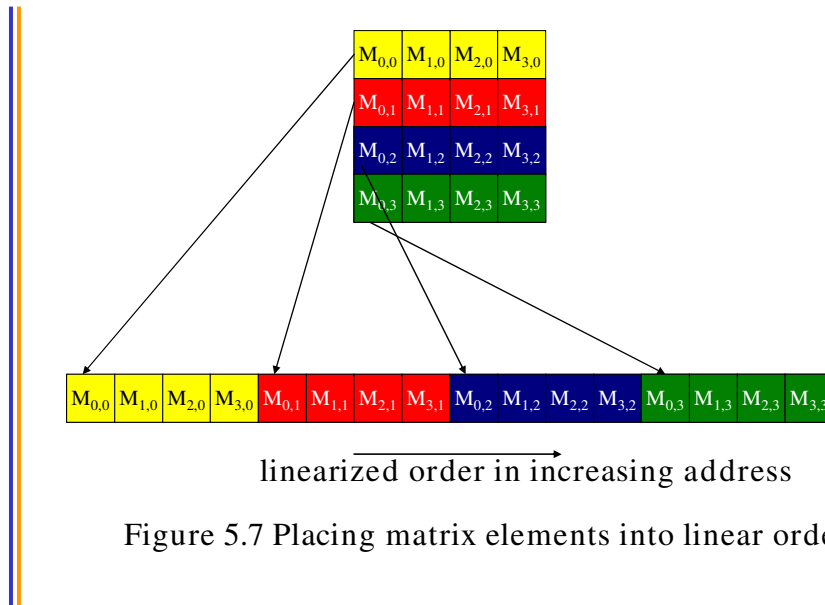 M0,0 M1,0 M2,0 M3,0
M0,1 M1,1 M2,1 M3,1
M0,2 M1,2 M2,2 M3,2
M0,3 M1,3 M2,3 M3,3
M0,0 M1,0 M2,0 M3,0 M0,1 M1,1 M2,1 M3,1 M0,2 M1,2 M2,2 M3,2 M0,3 M1,3 M2,3 M3,3
linearized order in increasing address
Figure 5.7 Placing matrix elements into linear orde